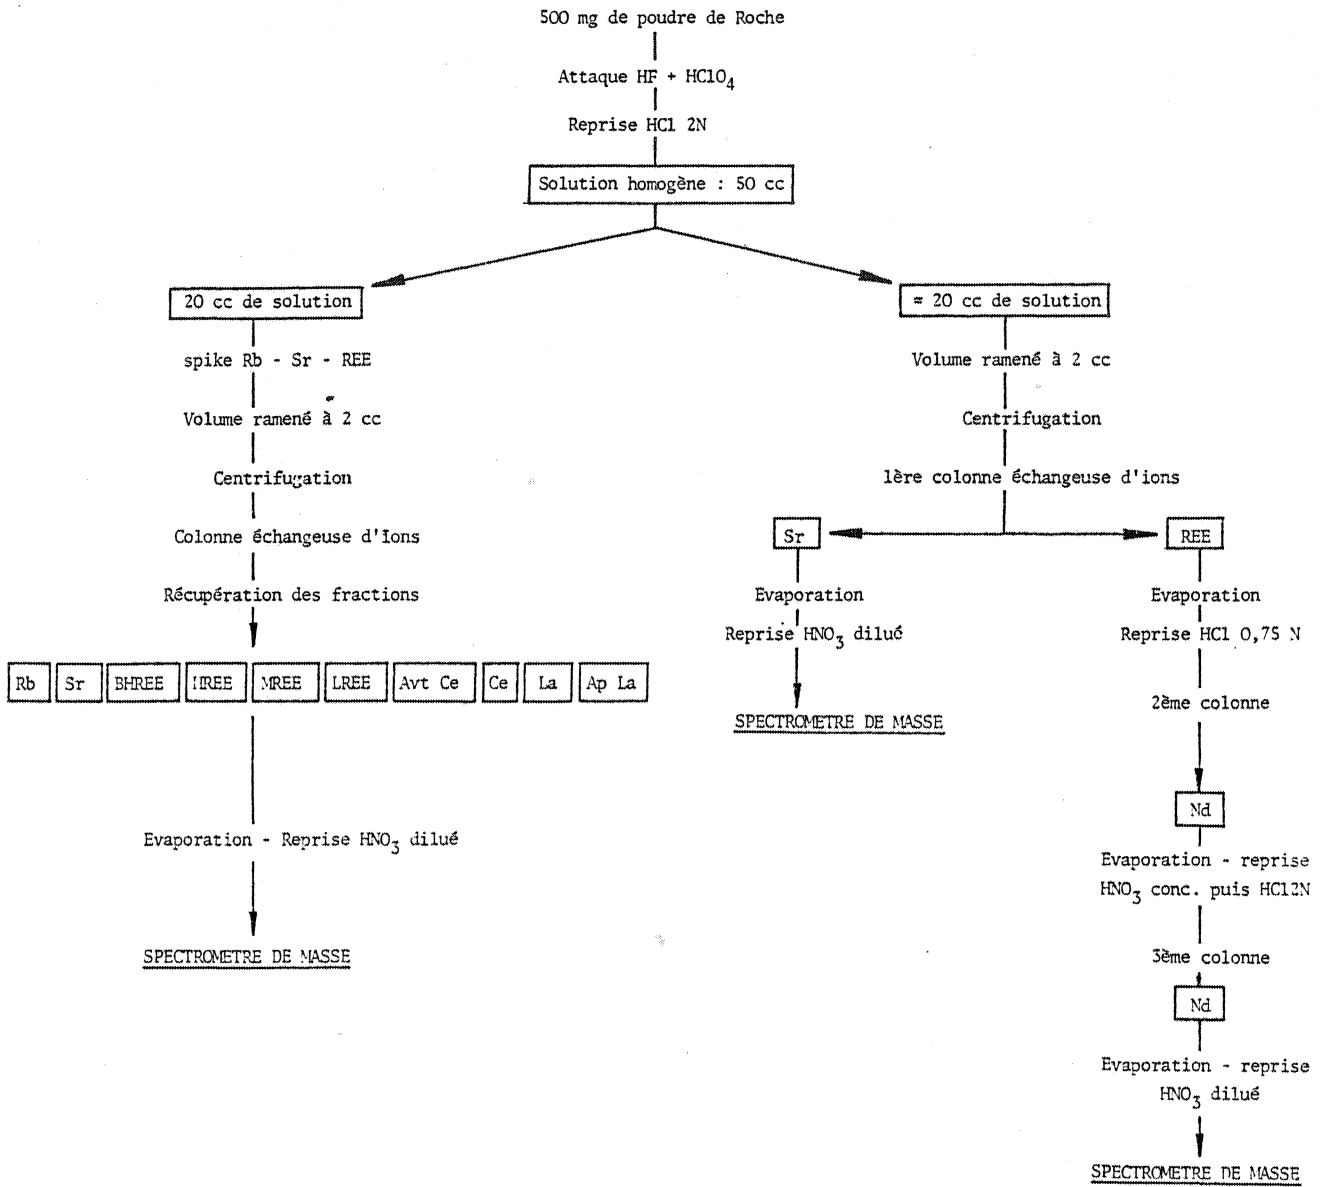 500 mg de poudre de Roche
Attaque HF + HClO4
Reprise HCl 2N
Solution homogène : 50 cc
20 cc de solution
spike Rb - Sr - REE
Volume ramené à 2 cc
Centrifugation
Colonne échangeuse d'Ions
Récupération des fractions
Rb Sr BHREE HREE MREE LREE Avt Ce Ce La Ap La
Evaporation - Reprise HNO3 dilué
SPECTROMETRE DE MASSE
≃ 20 cc de solution
Volume ramené à 2 cc
Centrifugation
1ère colonne échangeuse d'ions
Sr
Evaporation
Reprise HNO3 dilué
SPECTROMETRE DE MASSE
REE
Evaporation
Reprise HCl 0,75 N
2ème colonne
Nd
Evaporation - reprise
HNO3 conc. puis HCl2N
3ème colonne
Nd
Evaporation - reprise
HNO3 dilué
SPECTROMETRE DE MASSE